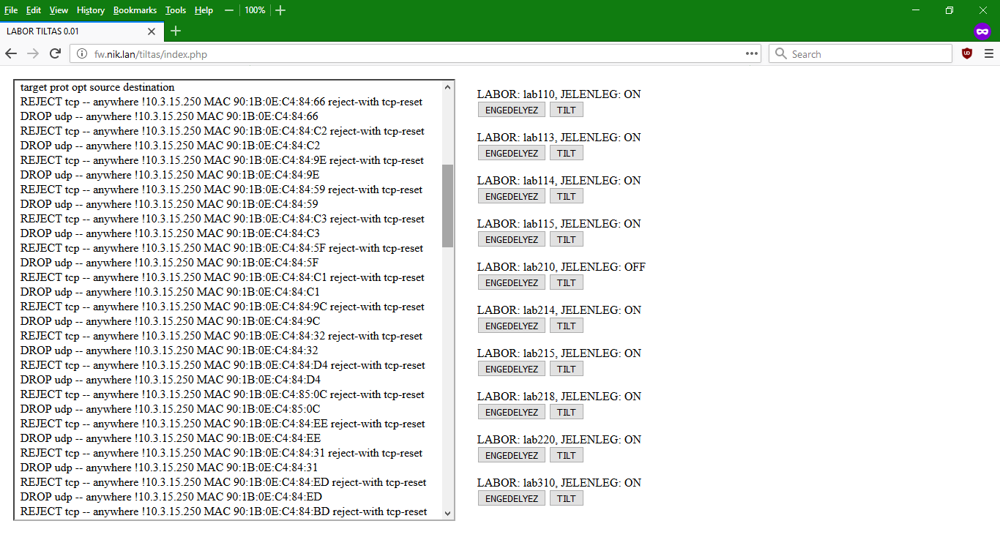 File Edit View History Bookmarks Tools Help — 100% +
LABOR TILTAS 0.01
fw.nik.lan/tiltas/index.php
Search
target prot opt source destination
REJECT tcp -- anywhere !10.3.15.250 MAC 90:1B:0E:C4:84:66 reject-with tcp-reset
DROP udp -- anywhere !10.3.15.250 MAC 90:1B:0E:C4:84:66
REJECT tcp -- anywhere !10.3.15.250 MAC 90:1B:0E:C4:84:C2 reject-with tcp-reset
DROP udp -- anywhere !10.3.15.250 MAC 90:1B:0E:C4:84:C2
REJECT tcp -- anywhere !10.3.15.250 MAC 90:1B:0E:C4:84:9E reject-with tcp-reset
DROP udp -- anywhere !10.3.15.250 MAC 90:1B:0E:C4:84:9E
REJECT tcp -- anywhere !10.3.15.250 MAC 90:1B:0E:C4:84:59 reject-with tcp-reset
DROP udp -- anywhere !10.3.15.250 MAC 90:1B:0E:C4:84:59
REJECT tcp -- anywhere !10.3.15.250 MAC 90:1B:0E:C4:84:C3 reject-with tcp-reset
DROP udp -- anywhere !10.3.15.250 MAC 90:1B:0E:C4:84:C3
REJECT tcp -- anywhere !10.3.15.250 MAC 90:1B:0E:C4:84:5F reject-with tcp-reset
DROP udp -- anywhere !10.3.15.250 MAC 90:1B:0E:C4:84:5F
REJECT tcp -- anywhere !10.3.15.250 MAC 90:1B:0E:C4:84:C1 reject-with tcp-reset
DROP udp -- anywhere !10.3.15.250 MAC 90:1B:0E:C4:84:C1
REJECT tcp -- anywhere !10.3.15.250 MAC 90:1B:0E:C4:84:9C reject-with tcp-reset
DROP udp -- anywhere !10.3.15.250 MAC 90:1B:0E:C4:84:9C
REJECT tcp -- anywhere !10.3.15.250 MAC 90:1B:0E:C4:84:32 reject-with tcp-reset
DROP udp -- anywhere !10.3.15.250 MAC 90:1B:0E:C4:84:32
REJECT tcp -- anywhere !10.3.15.250 MAC 90:1B:0E:C4:84:D4 reject-with tcp-reset
DROP udp -- anywhere !10.3.15.250 MAC 90:1B:0E:C4:84:D4
REJECT tcp -- anywhere !10.3.15.250 MAC 90:1B:0E:C4:85:0C reject-with tcp-reset
DROP udp -- anywhere !10.3.15.250 MAC 90:1B:0E:C4:85:0C
REJECT tcp -- anywhere !10.3.15.250 MAC 90:1B:0E:C4:84:EE reject-with tcp-reset
DROP udp -- anywhere !10.3.15.250 MAC 90:1B:0E:C4:84:EE
REJECT tcp -- anywhere !10.3.15.250 MAC 90:1B:0E:C4:84:31 reject-with tcp-reset
DROP udp -- anywhere !10.3.15.250 MAC 90:1B:0E:C4:84:31
REJECT tcp -- anywhere !10.3.15.250 MAC 90:1B:0E:C4:84:ED reject-with tcp-reset
DROP udp -- anywhere !10.3.15.250 MAC 90:1B:0E:C4:84:ED
REJECT tcp -- anywhere !10.3.15.250 MAC 90:1B:0E:C4:84:BD reject-with tcp-reset
LABOR: lab110, JELENLEG: ON
ENGEDELYEZ TILT
LABOR: lab113, JELENLEG: ON
ENGEDELYEZ TILT
LABOR: lab114, JELENLEG: ON
ENGEDELYEZ TILT
LABOR: lab115, JELENLEG: ON
ENGEDELYEZ TILT
LABOR: lab210, JELENLEG: OFF
ENGEDELYEZ TILT
LABOR: lab214, JELENLEG: ON
ENGEDELYEZ TILT
LABOR: lab215, JELENLEG: ON
ENGEDELYEZ TILT
LABOR: lab218, JELENLEG: ON
ENGEDELYEZ TILT
LABOR: lab220, JELENLEG: ON
ENGEDELYEZ TILT
LABOR: lab310, JELENLEG: ON
ENGEDELYEZ TILT